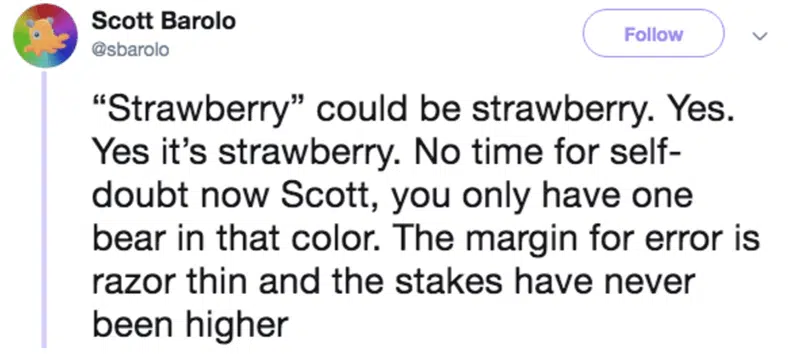 Scott Barolo
@sbarolo
Follow
“Strawberry” could be strawberry. Yes.
Yes it’s strawberry. No time for self-
doubt now Scott, you only have one
bear in that color. The margin for error is
razor thin and the stakes have never
been higher